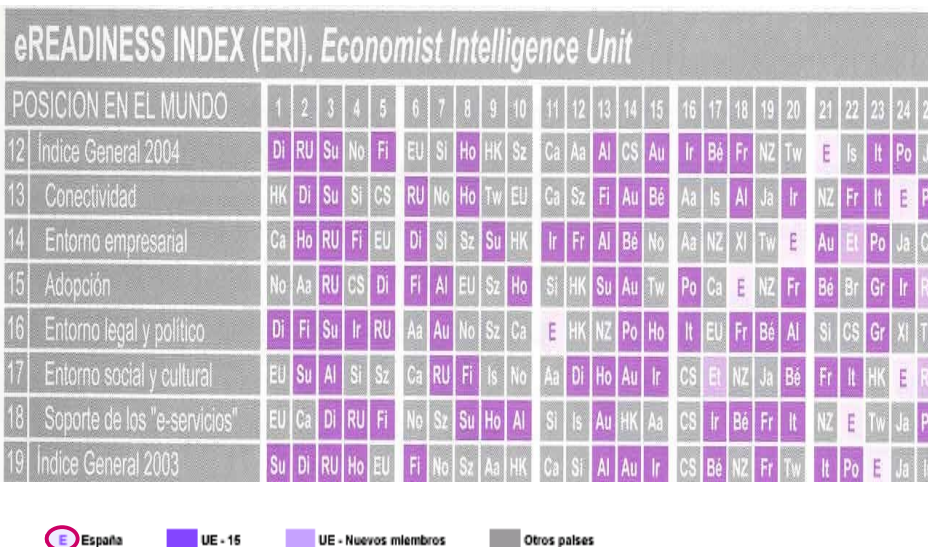 eREADINESS INDEX (ERI). Economist Intelligence Unit
POSICION EN EL MUNDO 1 2 3 4 5 6 7 8 9 10 11 12 13 14 15 16 17 18 19 20 21 22 23 24
12 Índice General 2004 Di RU Su No Fi EU Si Ho HK Sz Ca Aa Al CS Au Ir Bé Fr NZ Tw E Is It Po
13 Conectividad HK Di Su Si CS RU No Ho Tw EU Ca Sz Fi Au Bé Aa Is Al Ja Ir NZ Fr It E
14 Entorno empresarial Ca Ho RU Fi EU Di Si Sz Su HK Ir Fr Al Bé No Aa NZ XI Tw E Au Et Po Ja
15 Adopción No Aa RU CS Di Fi Al EU Sz Ho Si HK Su Au Tw Po Ca E NZ Fr Bé Br Gr Ir
16 Entorno legal y político Di Fi Su Ir RU Aa Au No Sz Ca E HK NZ Po Ho It EU Fr Bé Al Si CS Gr XI
17 Entorno social y cultural EU Su Al Si Sz Ca RU Fi Is No Aa Di Ho Au Ir CS Et NZ Ja Bé Fr It HK E
18 Soporte de los "e-servicios" EU Ca Di RU Fi No Sz Su Ho Al Si Is Au HK Aa CS Ir Bé Fr It NZ E Tw Ja
19 Índice General 2003 Su Di RU Ho EU Fi No Sz Aa HK Ca Si Al Au Ir CS Bé NZ Fr Tw It Po E Ja
E España UE - 15 UE - Nuevos miembros Otros países